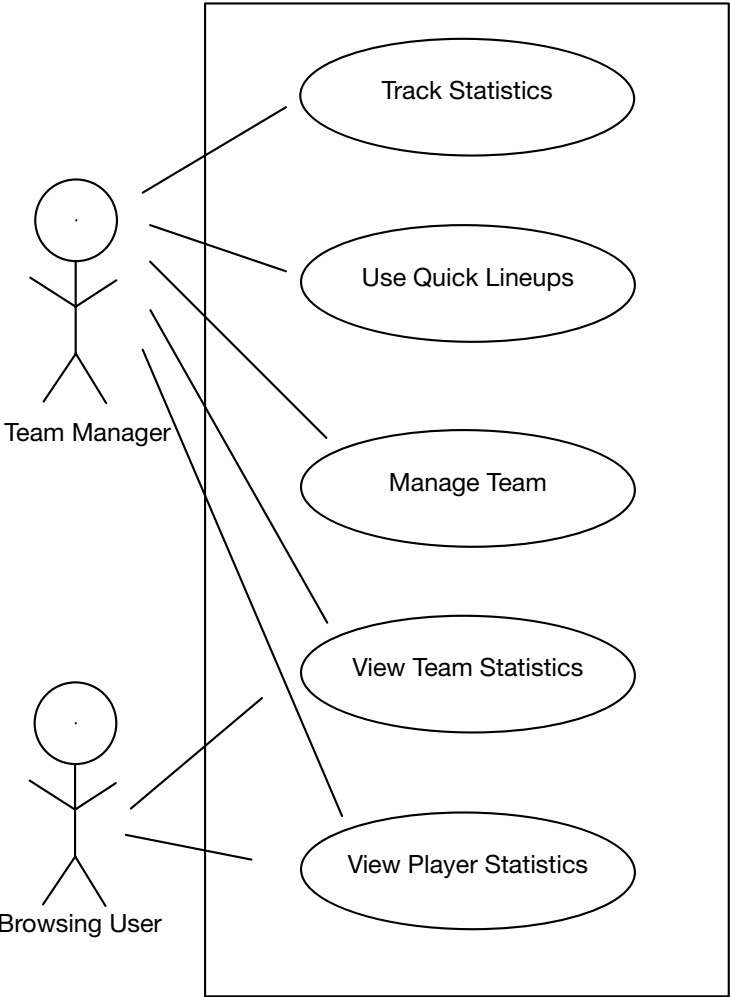 Track Statistics
Use Quick Lineups
Team Manager
Manage Team
View Team Statistics
View Player Statistics
Browsing User